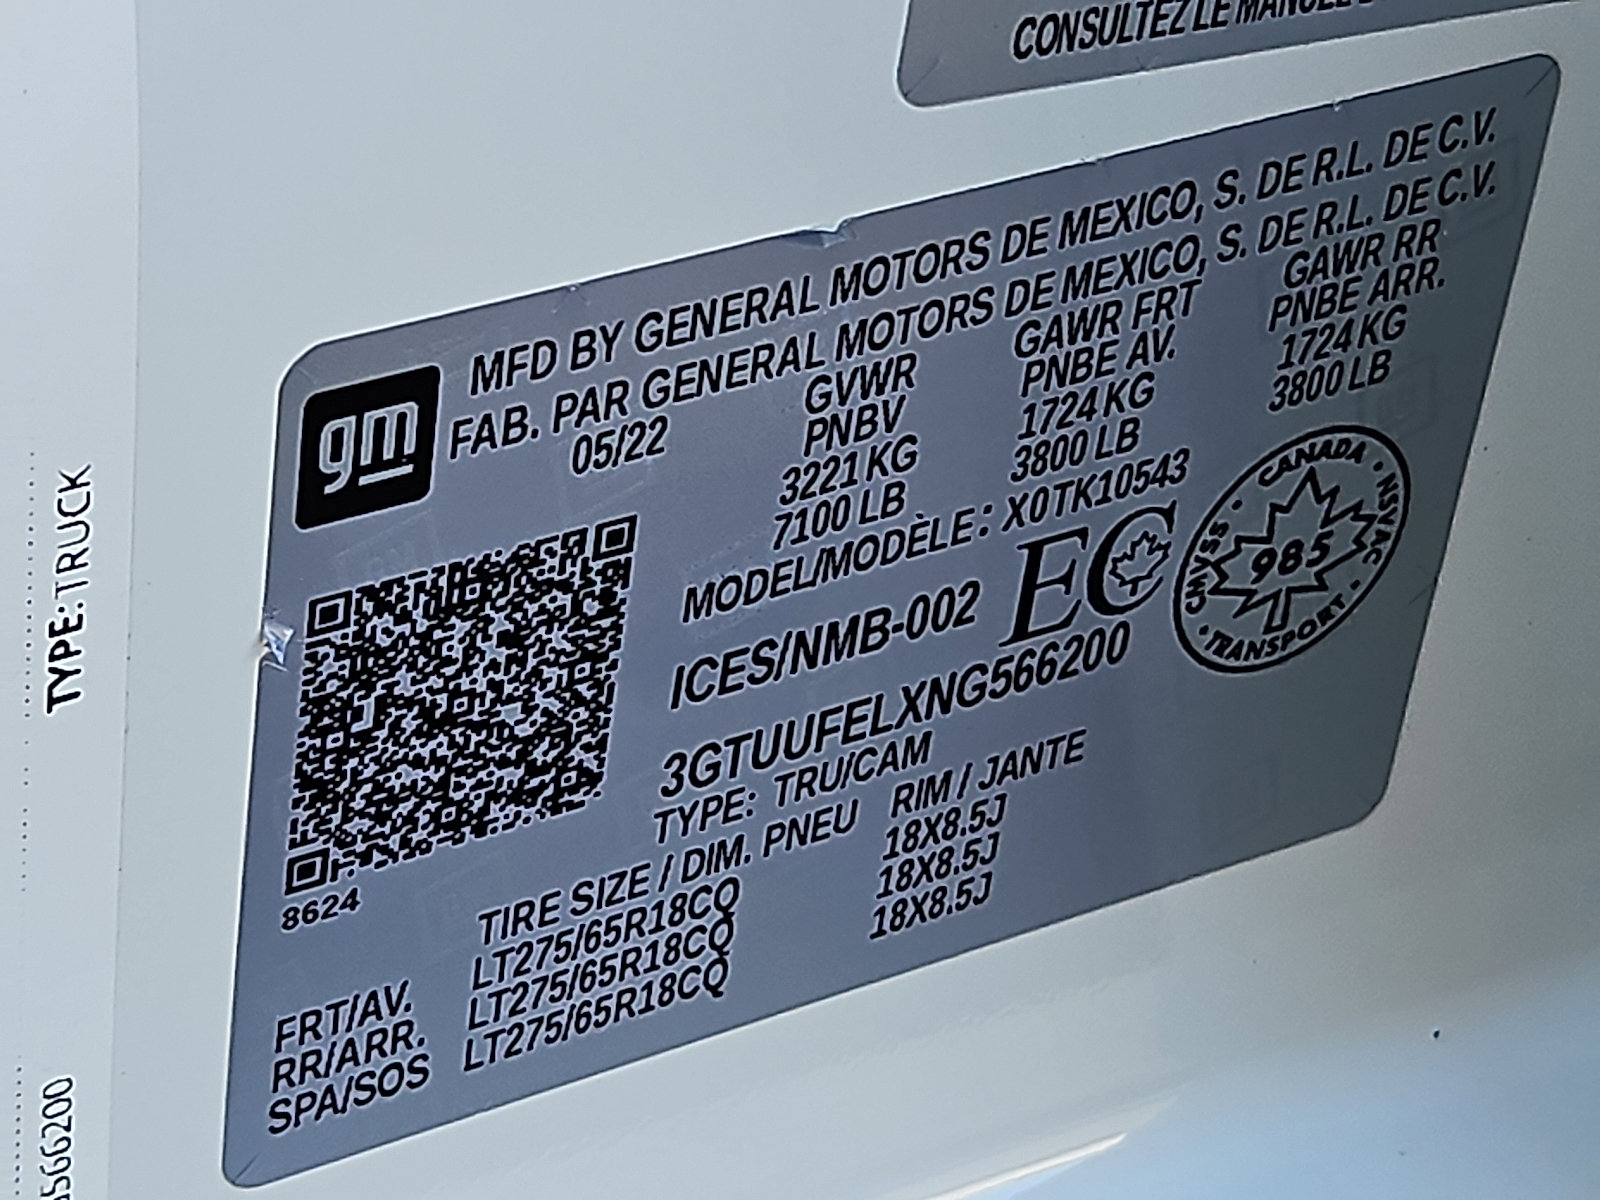 CONSULTEZ LE
MFD BY GENERAL MOTORS DE MEXICO, S. DE R.L. DE C.V.
FAB. PAR GENERAL MOTORS DE MEXICO, S. DE R.L. DE C.V.
gm
05/22 GVWR GAWR FRT GAWR RR
PNBV PNBE AV. PNBE ARR.
3221 KG 1724 KG 1724 KG
7100 LB 3800 LB 3800 LB
MODEL/MODÈLE: X0TK10543
ICES/NMB-002 EC
CANADA • NSVAC • TRANSPORT • CMVSS •
985
3GTUUFELXNG566200
TYPE: TRU/CAM
TIRE SIZE / DIM. PNEU RIM / JANTE
FRT/AV. LT275/65R18CQ 18X8.5J
RR/ARR. LT275/65R18CQ 18X8.5J
SPA/SOS LT275/65R18CQ 18X8.5J
8624
TYPE: TRUCK
566200